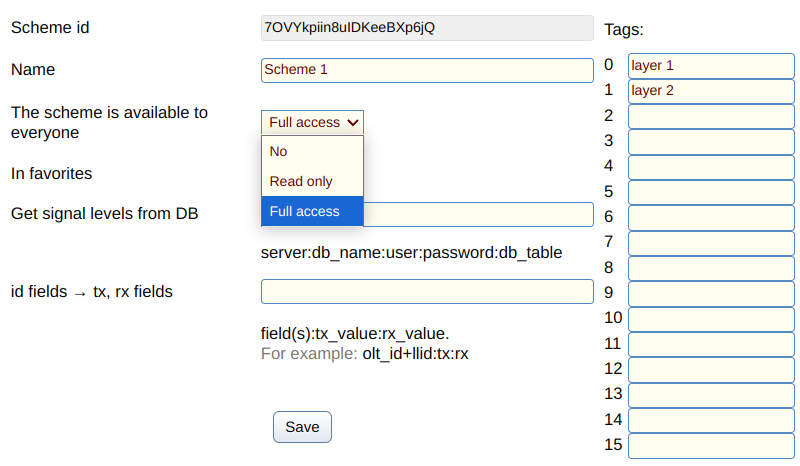 Scheme id
7OVYkpiin8uIDKeeBXp6jQ
Name
Scheme 1
The scheme is available to
everyone
Full access
No
Read only
Full access
In favorites
Get signal levels from DB
server:db_name:user:password:db_table
id fields → tx, rx fields
field(s):tx_value:rx_value.
For example: olt_id+llid:tx:rx
Save
Tags:
0 layer 1
1 layer 2
2
3
4
5
6
7
8
9
10
11
12
13
14
15